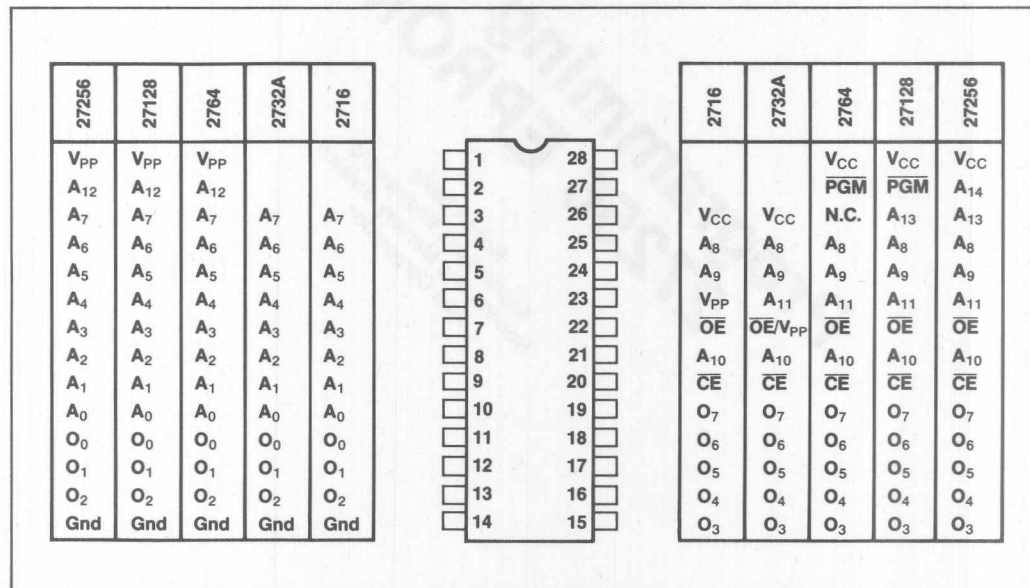 27256 27128 2764 2732A 2716 2716 2732A 2764 27128 27256
VPP VPP VPP 1 28 VCC VCC VCC
A12 A12 A12 2 27 PGM PGM A14
A7 A7 A7 A7 A7 3 26 VCC VCC N.C. A13 A13
A6 A6 A6 A6 A6 4 25 A8 A8 A8 A8 A8
A5 A5 A5 A5 A5 5 24 A9 A9 A9 A9 A9
A4 A4 A4 A4 A4 6 23 VPP A11 A11 A11 A11
A3 A3 A3 A3 A3 7 22 OE OE/VPP OE OE OE
A2 A2 A2 A2 A2 8 21 A10 A10 A10 A10 A10
A1 A1 A1 A1 A1 9 20 CE CE CE CE CE
A0 A0 A0 A0 A0 10 19 O7 O7 O7 O7 O7
O0 O0 O0 O0 O0 11 18 O6 O6 O6 O6 O6
O1 O1 O1 O1 O1 12 17 O5 O5 O5 O5 O5
O2 O2 O2 O2 O2 13 16 O4 O4 O4 O4 O4
Gnd Gnd Gnd Gnd Gnd 14 15 O3 O3 O3 O3 O3